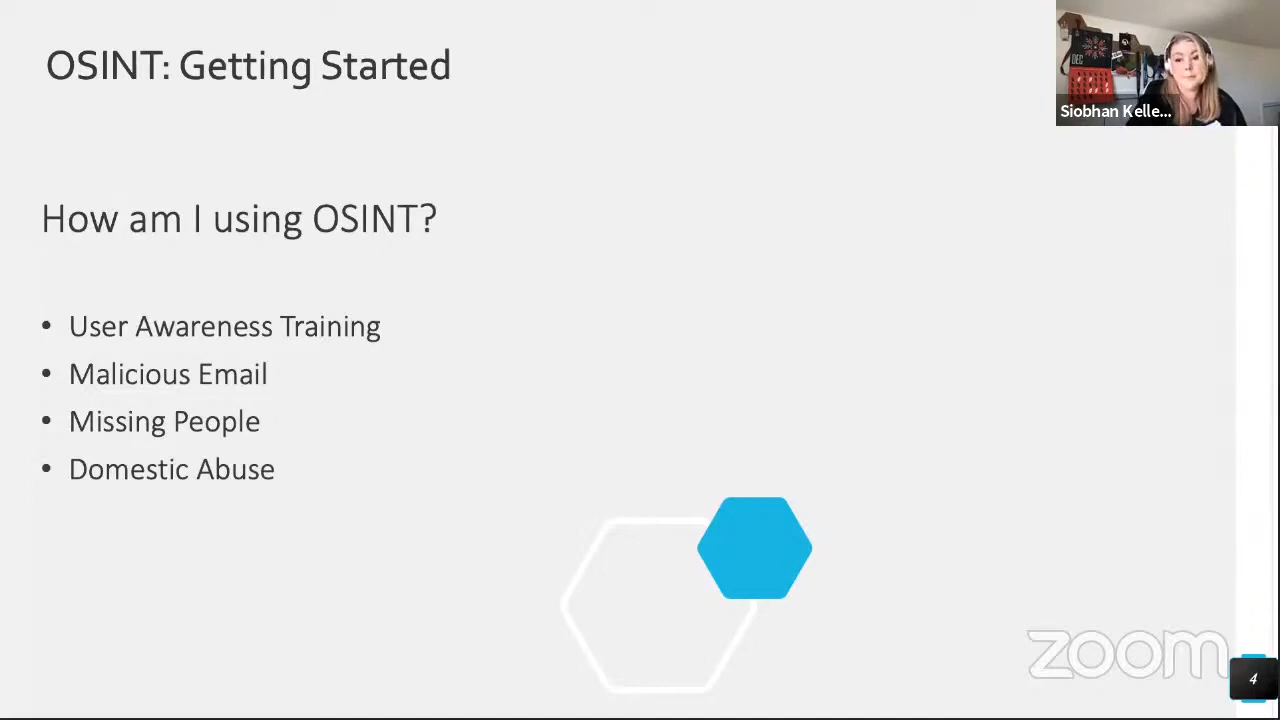 OSINT: Getting Started
Siobhan Kelle...
How am I using OSINT?
• User Awareness Training
• Malicious Email
• Missing People
• Domestic Abuse
zoom
4
DEC